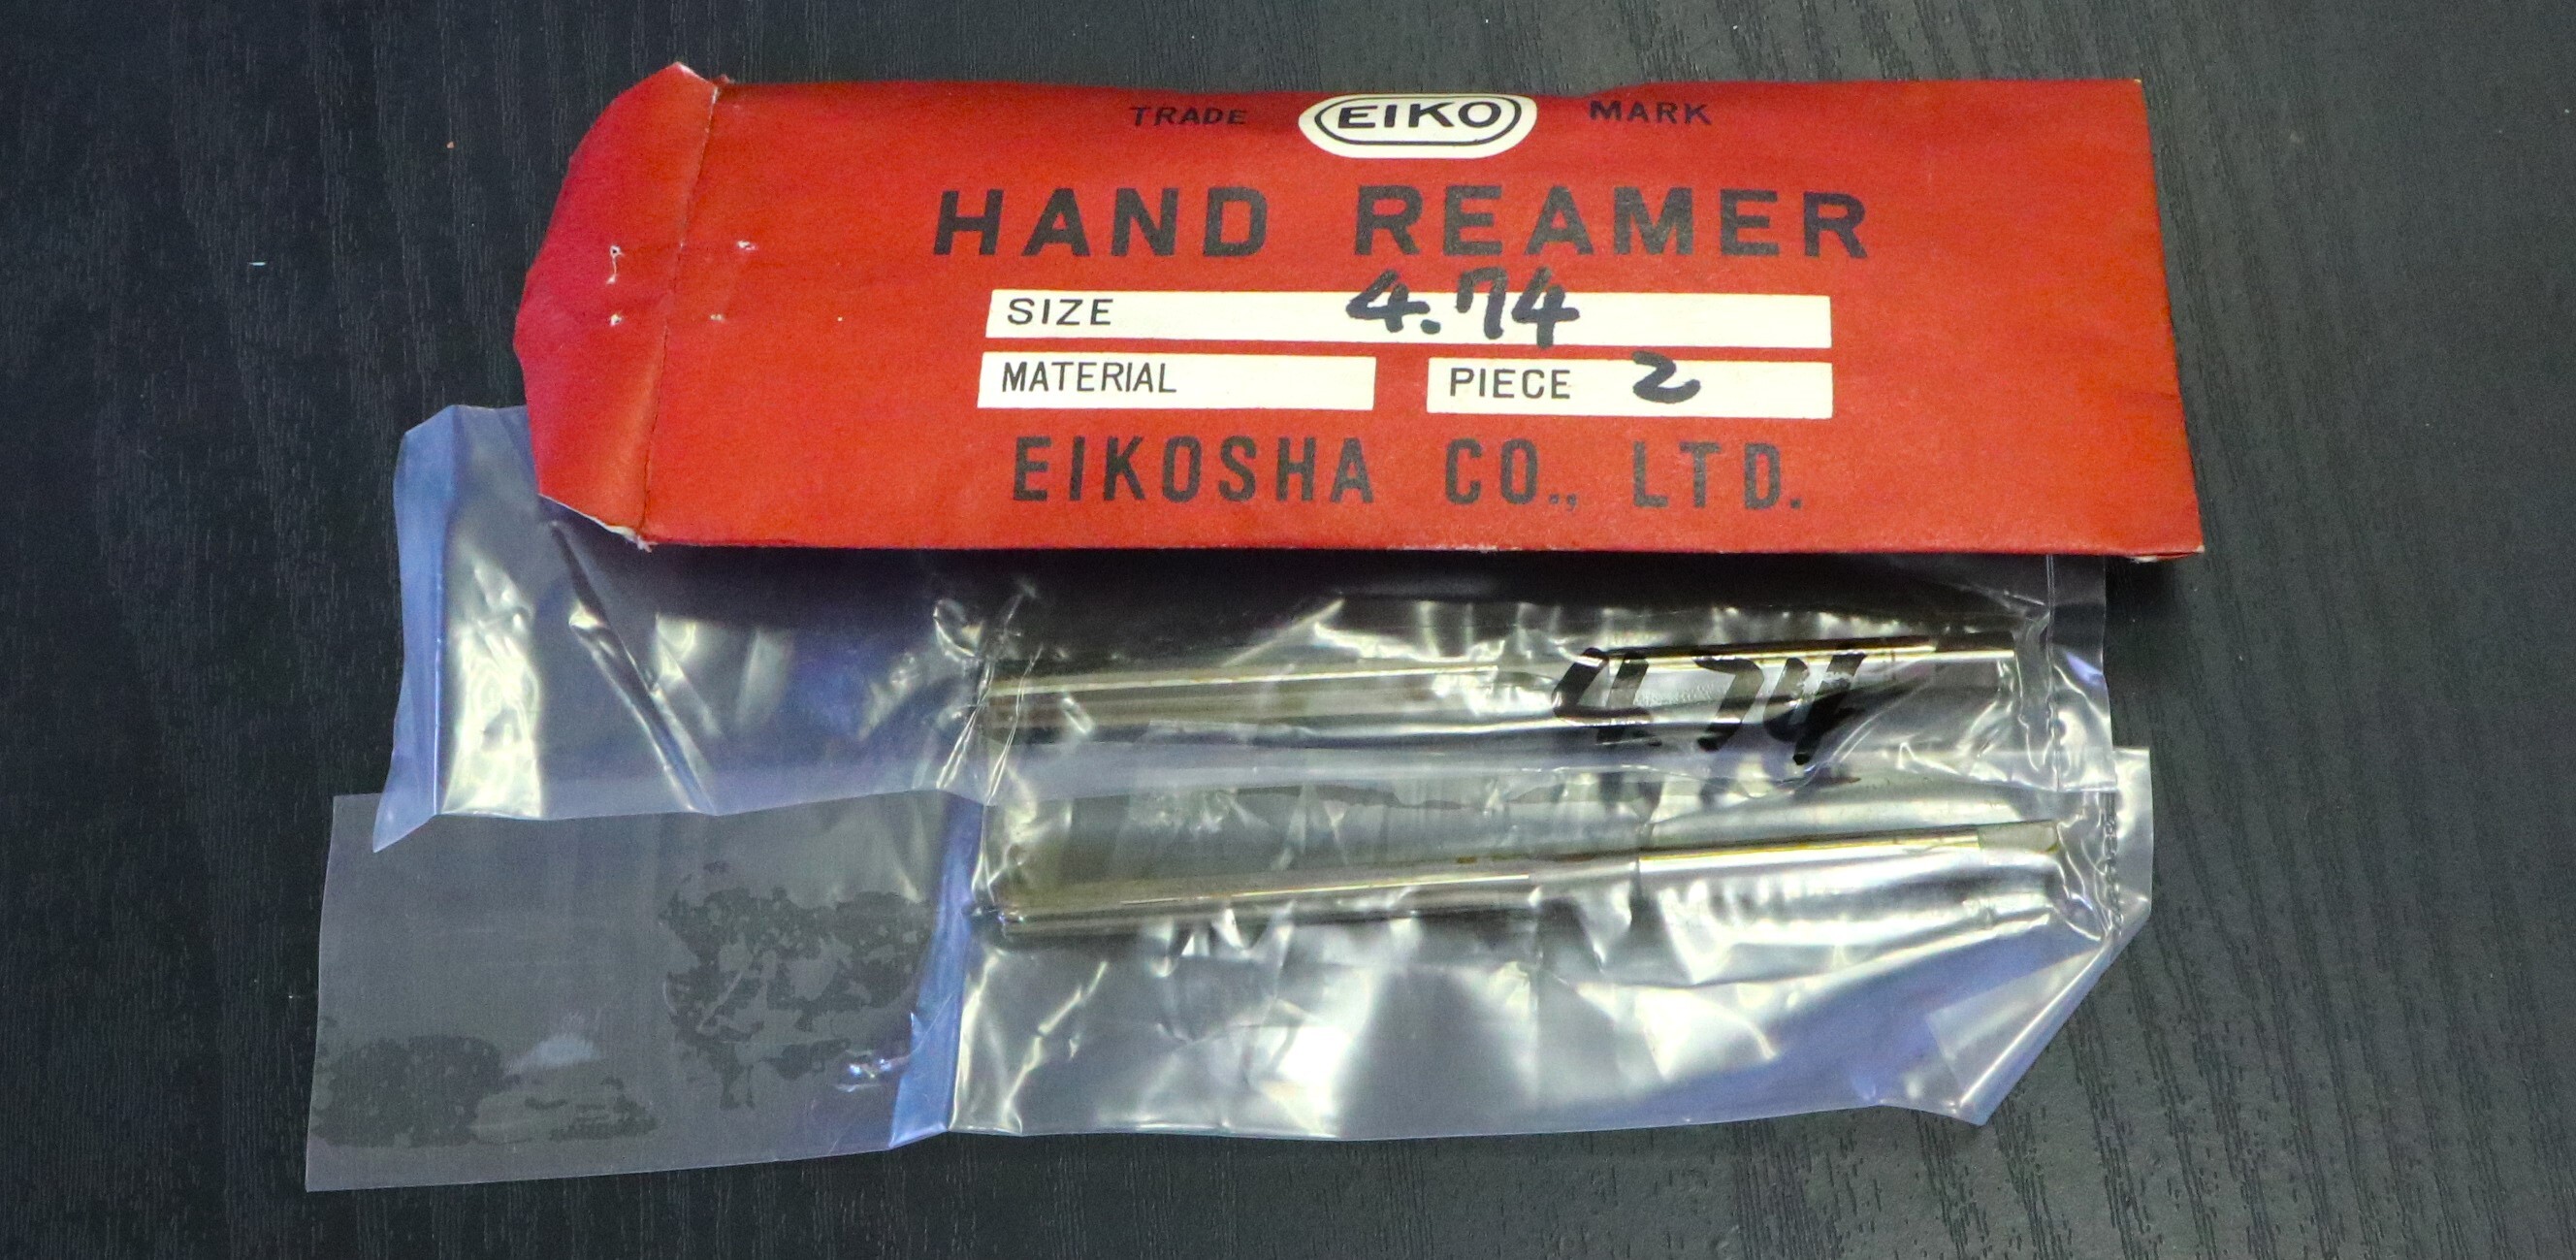 TRADE EIKO MARK
HAND REAMER
SIZE 4.74
MATERIAL PIECE 2
EIKOSHA CO., LTD.
4.74